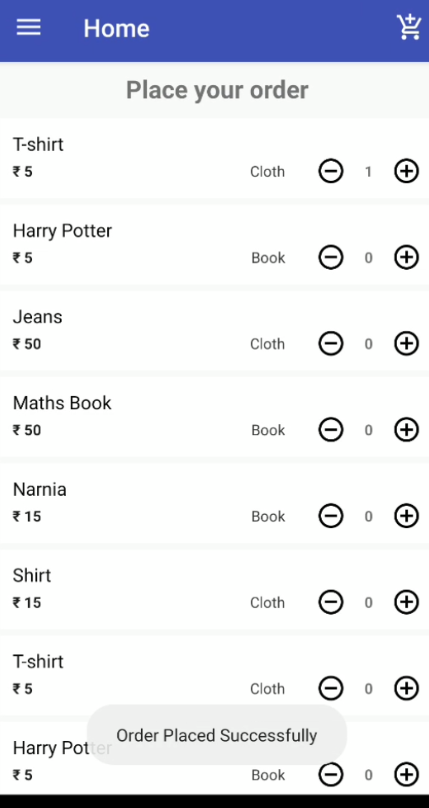 Home
Place your order
T-shirt
₹ 5 Cloth 1
Harry Potter
₹ 5 Book 0
Jeans
₹ 50 Cloth 0
Maths Book
₹ 50 Book 0
Narnia
₹ 15 Book 0
Shirt
₹ 15 Cloth 0
T-shirt
₹ 5 Cloth 0
Order Placed Successfully
Harry Potter
₹ 5 Book 0